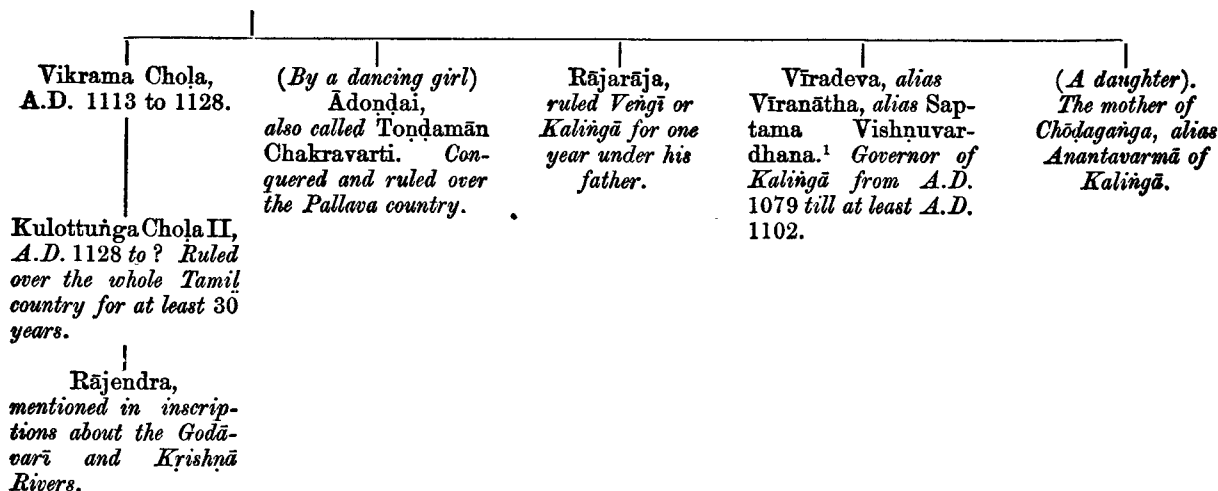 Vikrama Choḷa,
A.D. 1113 to 1128.
Kulottuṅga Choḷa II,
A.D. 1128 to ? Ruled
over the whole Tamil̤
country for at least 30
years.
Rājendra,
mentioned in inscrip-
tions about the Godā-
varī and Kṛishṇā
Rivers.
(By a dancing girl)
Ādoṇḍai,
also called Toṇḍamān
Chakravarti. Con-
quered and ruled over
the Pallava country.
Rājarāja,
ruled Veṅgī or
Kaliṅgā for one
year under his
father.
Vīradeva, alias
Vīranātha, alias Sap-
tama Vishṇuvar-
dhana.¹ Governor of
Kaliṅgā from A.D.
1079 till at least A.D.
1102.
(A daughter).
The mother of
Chōḍagaṅga, alias
Anantavarmā of
Kaliṅgā.